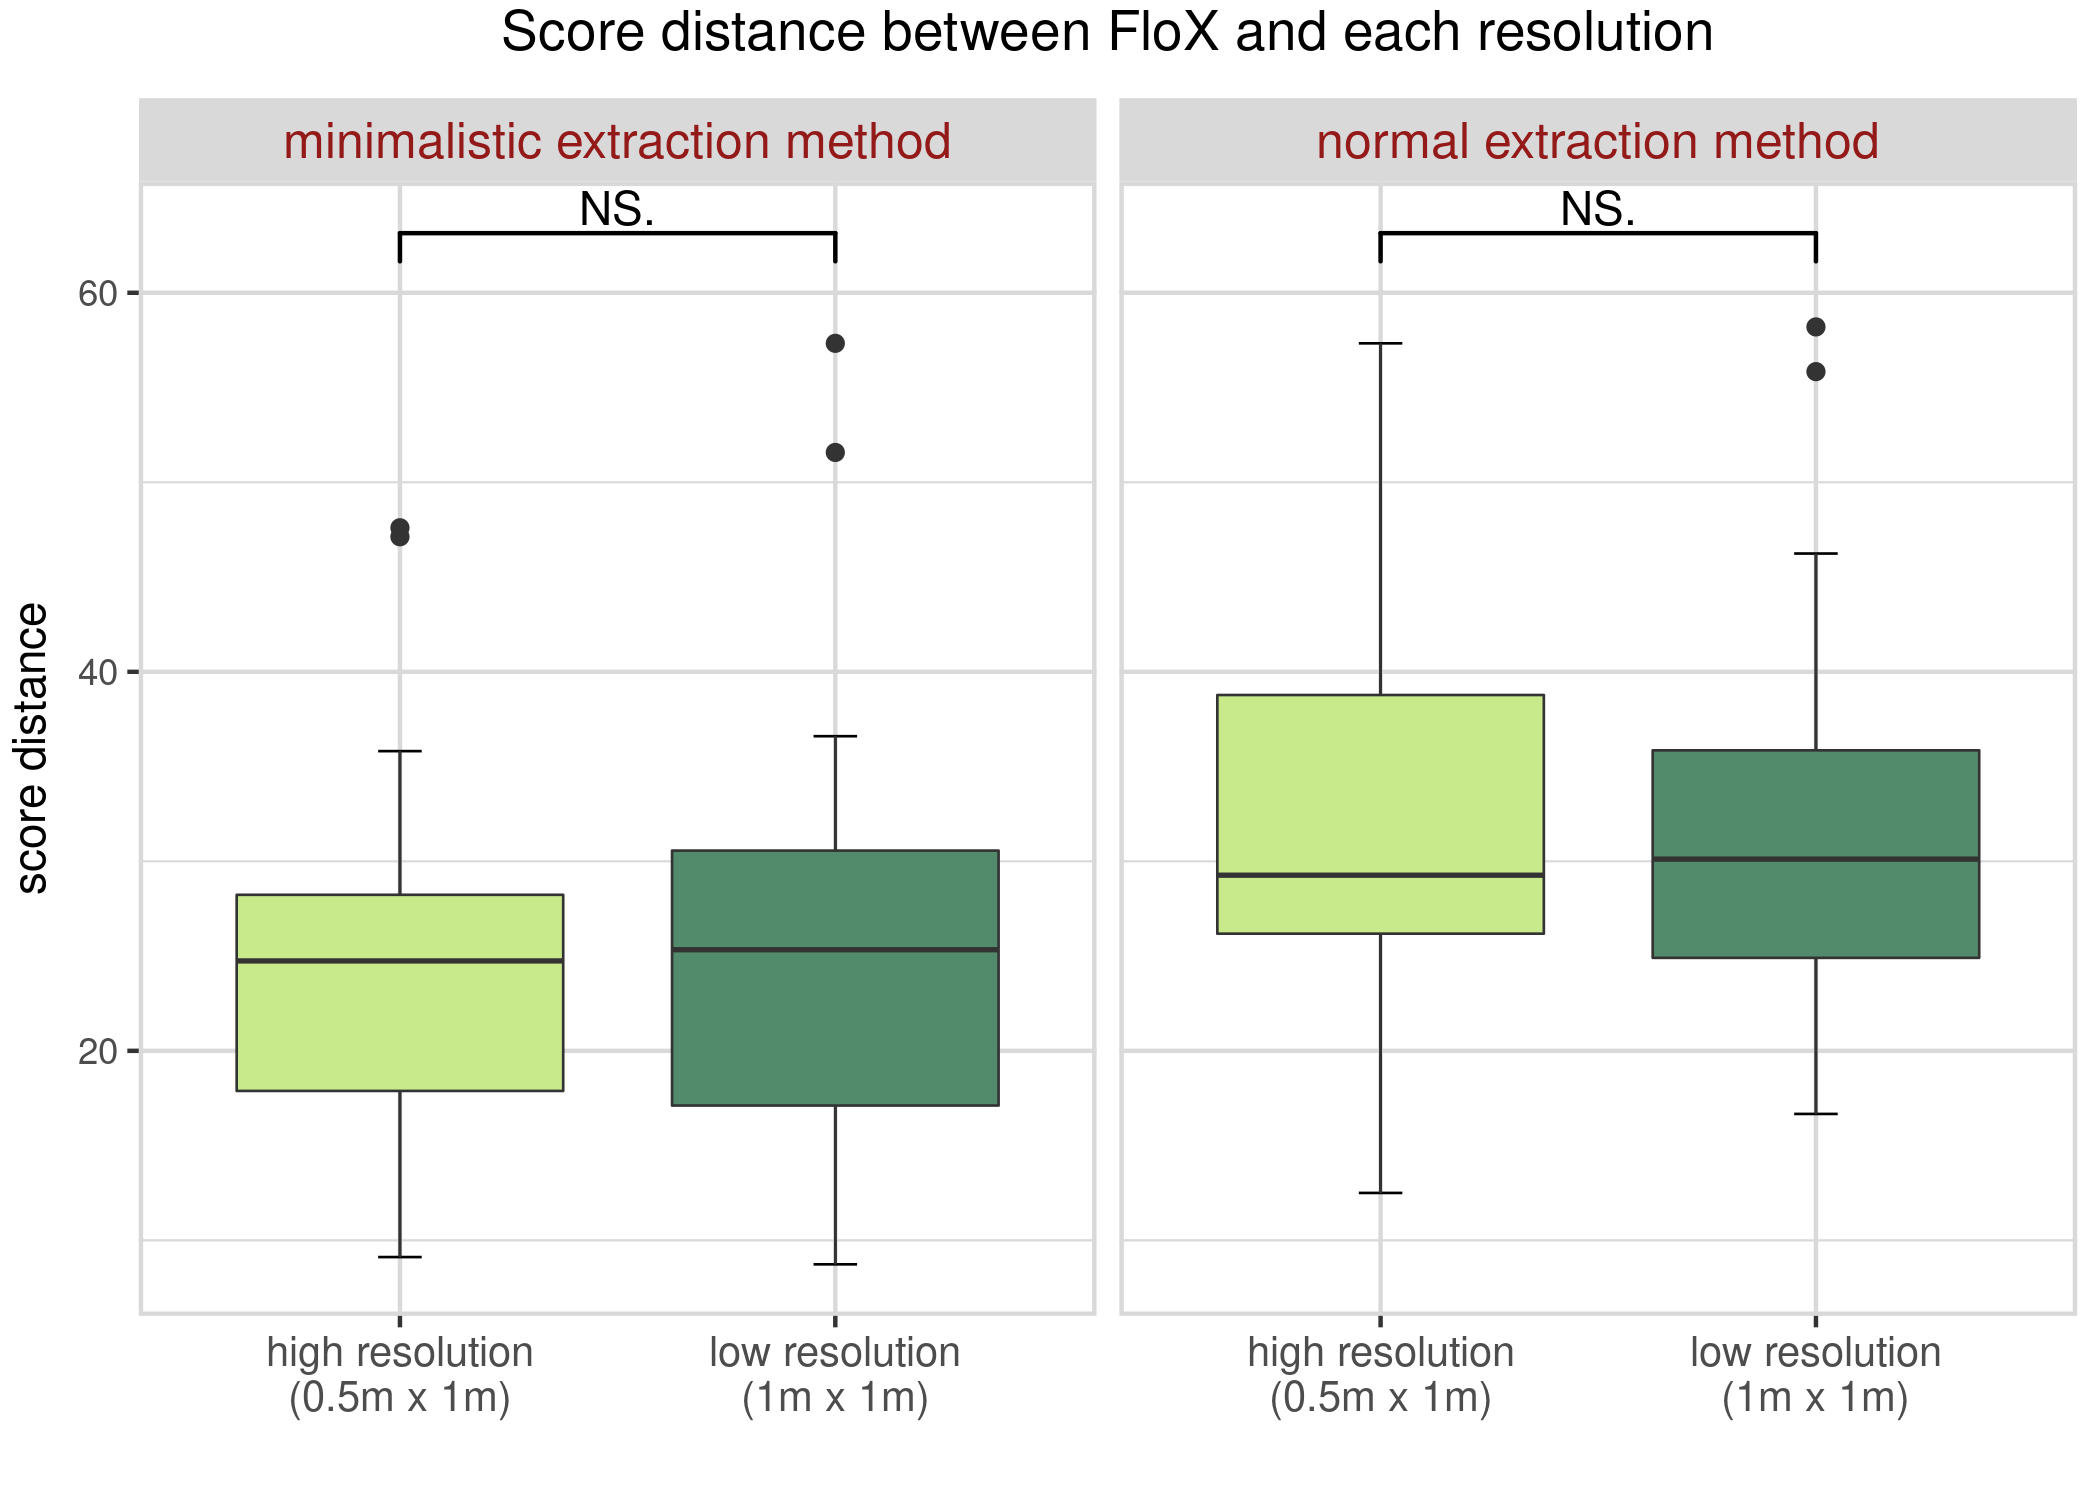 Score distance between FloX and each resolution
minimalistic extraction method
normal extraction method
NS.
NS.
60
40
20
score distance
high resolution
(0.5m x 1m)
low resolution
(1m x 1m)
high resolution
(0.5m x 1m)
low resolution
(1m x 1m)